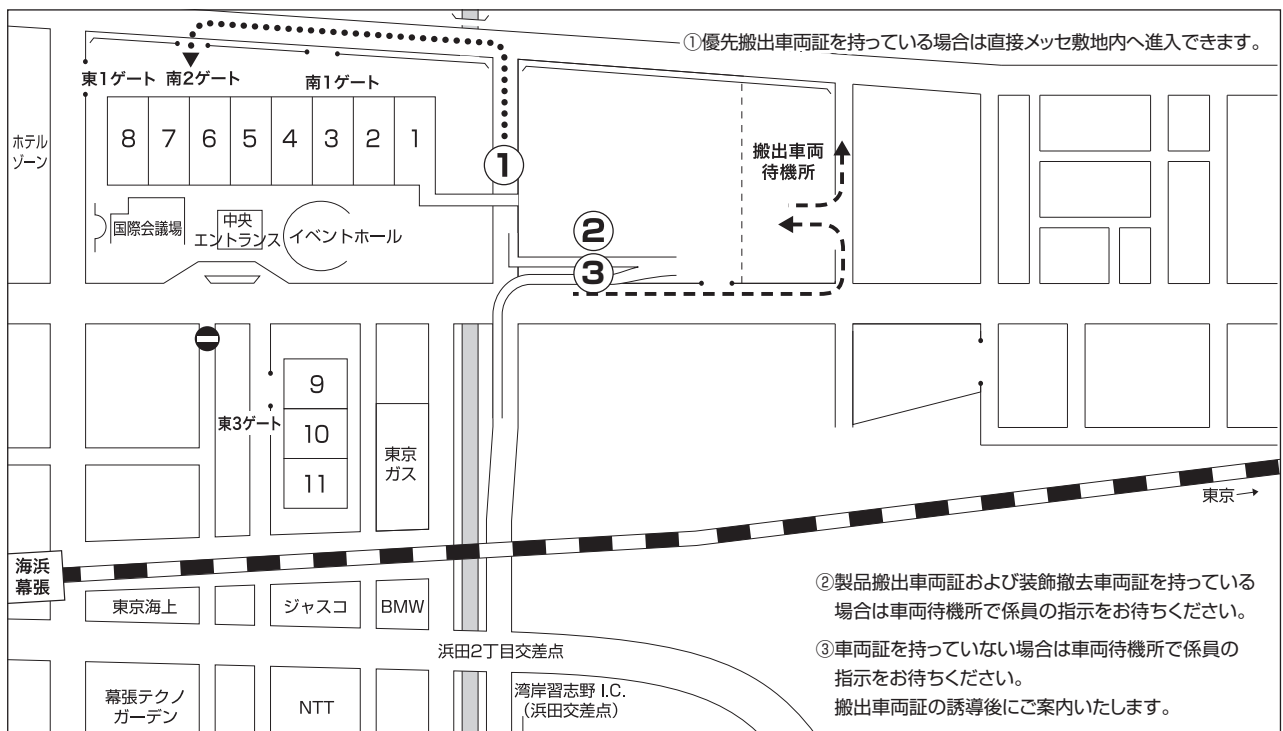 ①優先搬出車両証を持っている場合は直接メッセ敷地内へ進入できます。
東1ゲート 南2ゲート
南1ゲート
ホテル
ゾーン
8 7 6 5 4 3 2 1
①
搬出車両
待機所
国際会議場
中央
エントランス
イベントホール
②
③
9
東3ゲート
10
11
東京
ガス
東京→
海浜
幕張
東京海上
ジャスコ
BMW
②製品搬出車両証および装飾撤去車両証を持っている
場合は車両待機所で係員の指示をお待ちください。
浜田2丁目交差点
③車両証を持っていない場合は車両待機所で係員の
指示をお待ちください。
搬出車両証の誘導後にご案内いたします。
幕張テクノ
ガーデン
NTT
湾岸習志野 I.C.
(浜田交差点)